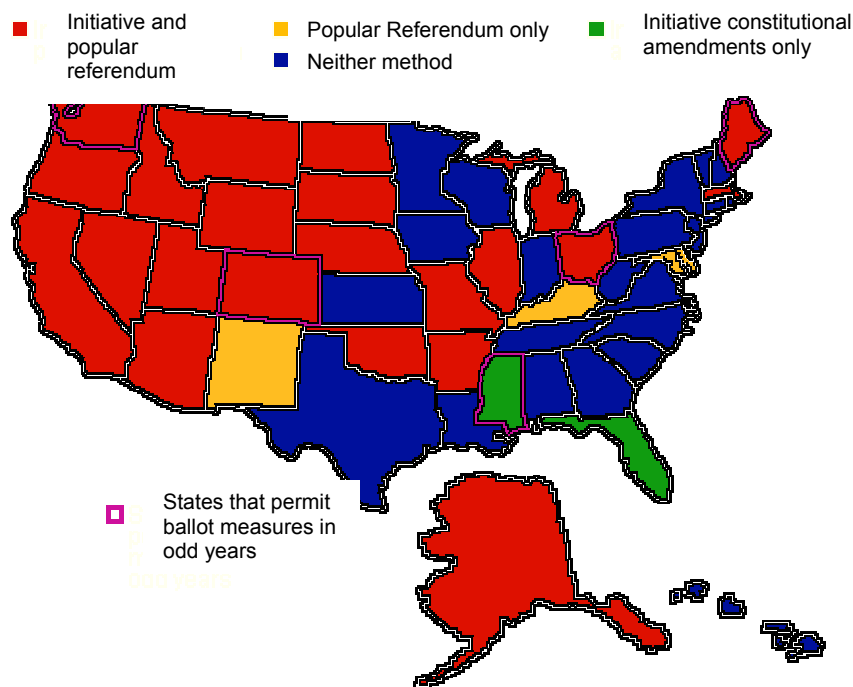 Initiative and
popular
referendum
Popular Referendum only
Neither method
Initiative constitutional
amendments only
States that permit
ballot measures in
odd years